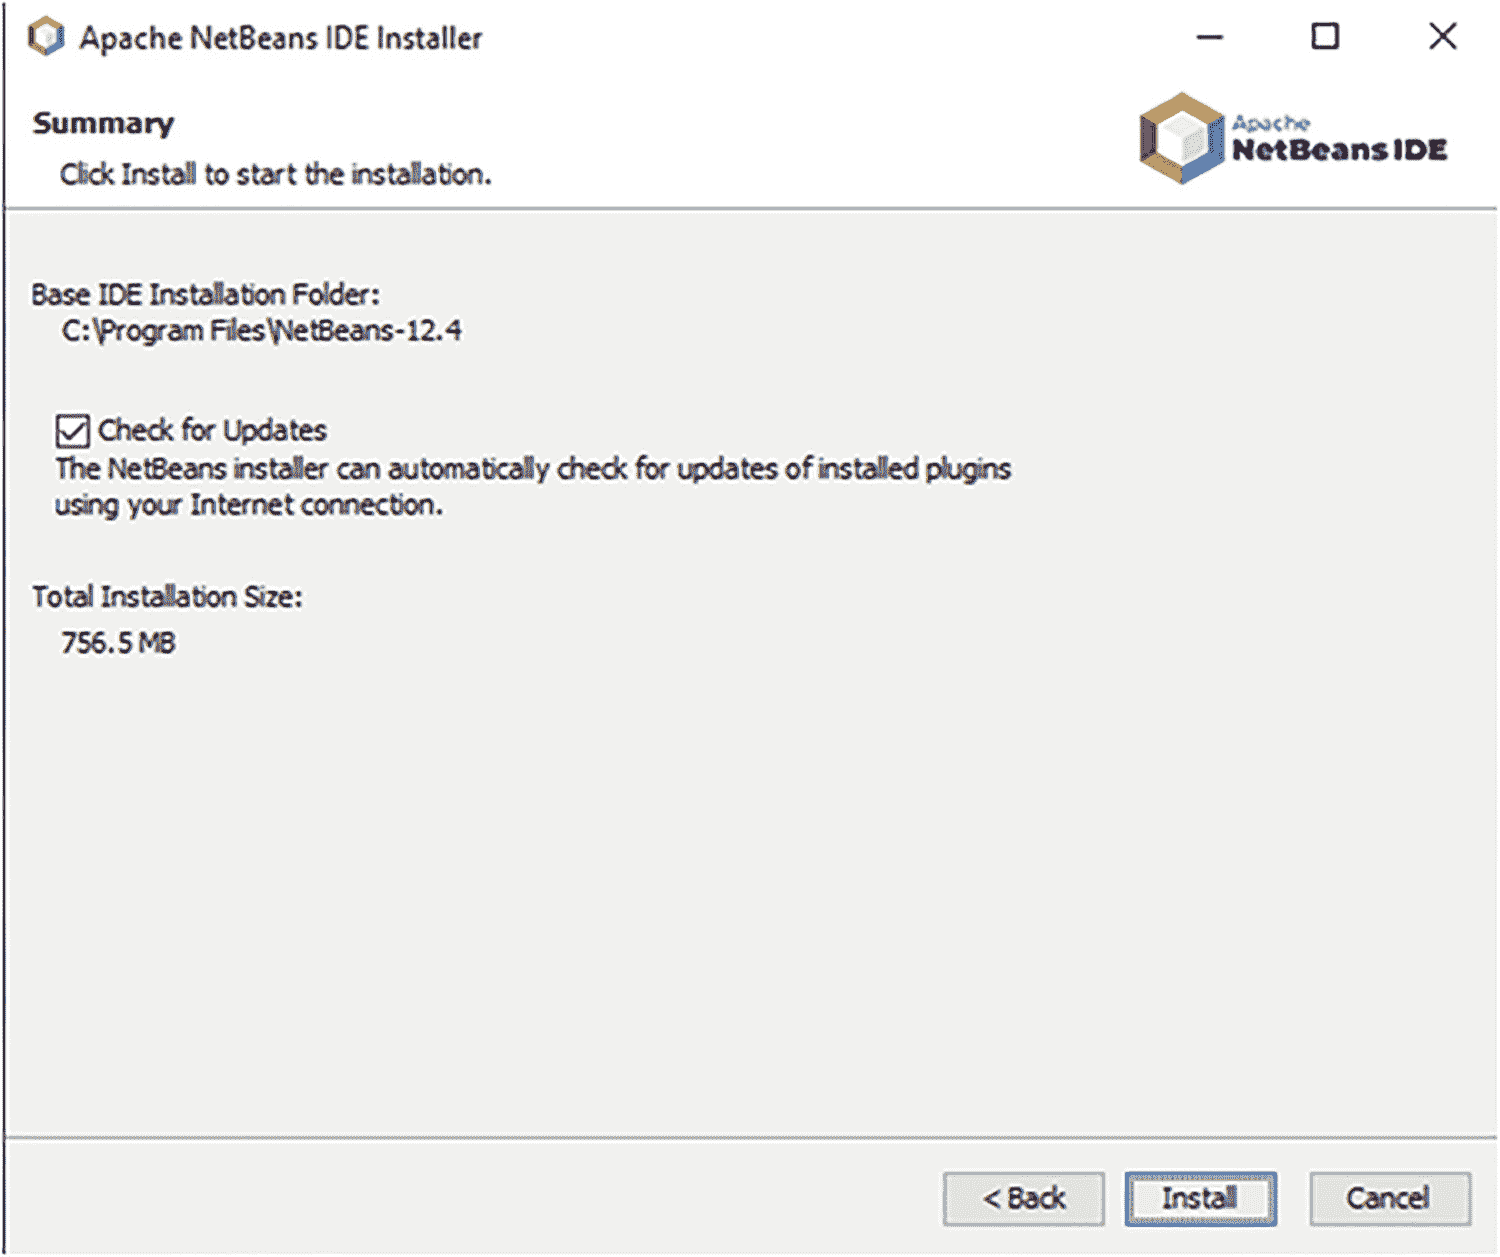 Apache NetBeans IDE Installer
Summary
Click Install to start the installation.
Apache
NetBeans IDE
Base IDE Installation Folder:
C:\Program Files\NetBeans-12.4
Check for Updates
The NetBeans installer can automatically check for updates of installed plugins
using your Internet connection.
Total Installation Size:
756.5 MB
< Back
Install
Cancel